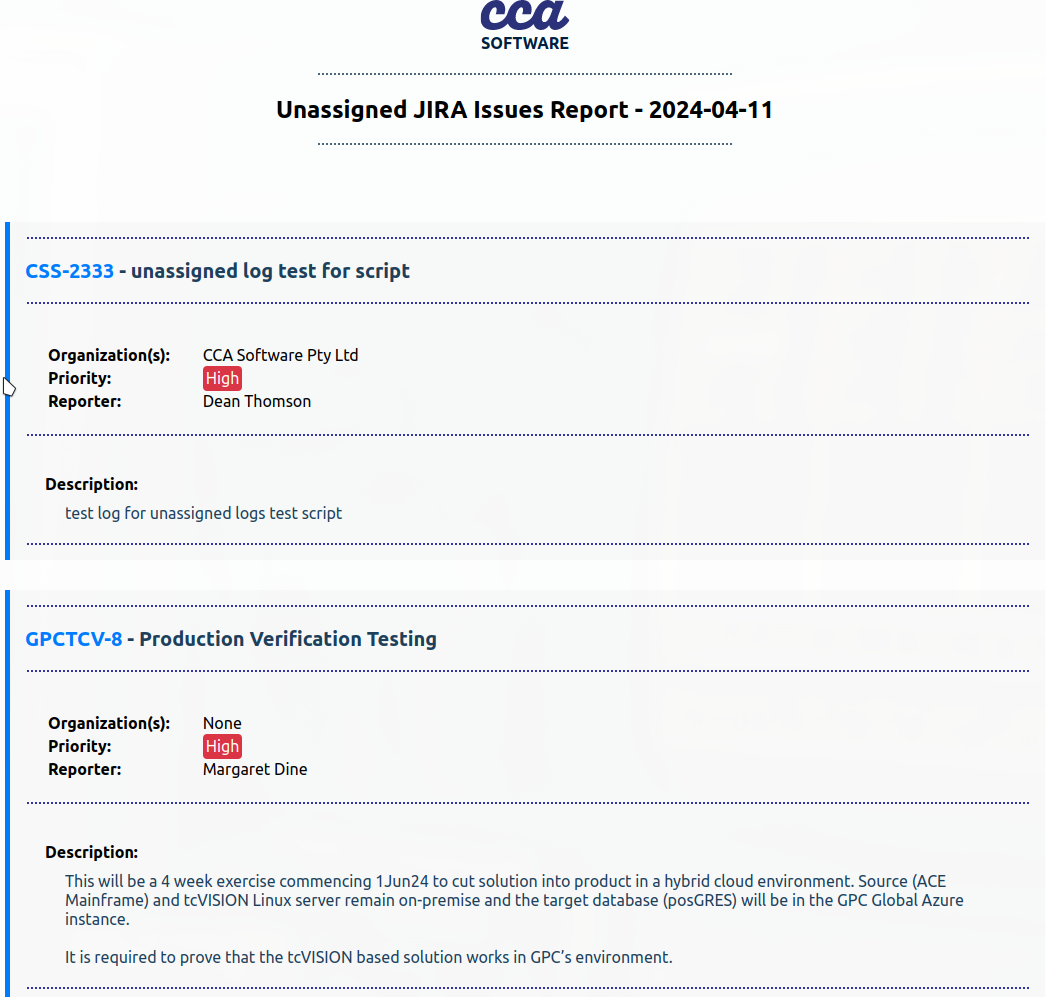 cca
SOFTWARE
Unassigned JIRA Issues Report - 2024-04-11
CSS-2333 - unassigned log test for script
Organization(s): CCA Software Pty Ltd
Priority: High
Reporter: Dean Thomson
Description:
test log for unassigned logs test script
GPCTCV-8 - Production Verification Testing
Organization(s): None
Priority: High
Reporter: Margaret Dine
Description:
This will be a 4 week exercise commencing 1Jun24 to cut solution into product in a hybrid cloud environment. Source (ACE
Mainframe) and tcVISION Linux server remain on-premise and the target database (posGRES) will be in the GPC Global Azure
instance.
It is required to prove that the tcVISION based solution works in GPC’s environment.